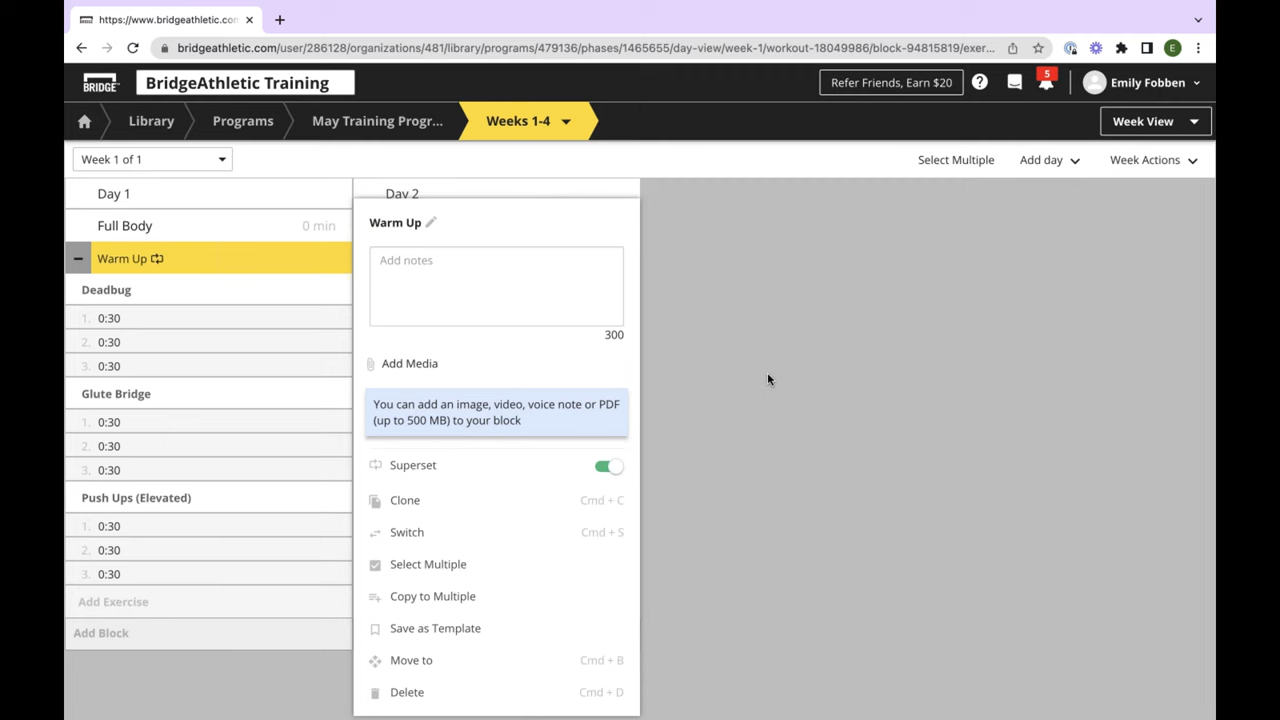 https://www.bridgeathletic.con
bridgeathletic.com/user/286128/organizations/481/library/programs/479136/phases/1465655/day-view/week-1/workout-18049986/block-94815819/exer...
E
BRIDGE
BridgeAthletic Training
Refer Friends, Earn $20
5
Emily Fobben
Library
Programs
May Training Progr...
Weeks 1-4
Week View
Week 1 of 1
Select Multiple
Add day
Week Actions
Day 1
Day 2
Full Body
0 min
Warm Up
Deadbug
1. 0:30
2. 0:30
3. 0:30
Glute Bridge
1. 0:30
2. 0:30
3. 0:30
Push Ups (Elevated)
1. 0:30
2. 0:30
3. 0:30
Add Exercise
Add Block
Warm Up
Add notes
300
Add Media
You can add an image, video, voice note or PDF
(up to 500 MB) to your block
Superset
Clone Cmd + C
Switch Cmd + S
Select Multiple
Copy to Multiple
Save as Template
Move to Cmd + B
Delete Cmd + D